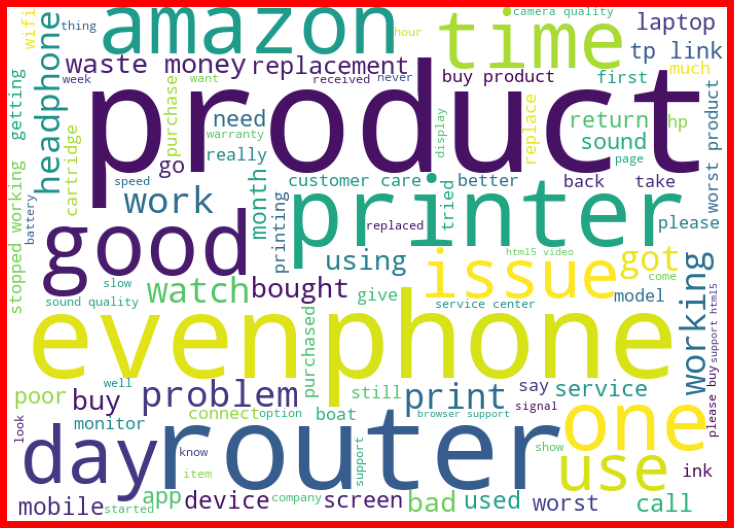 wifi
thing
amazon
hour
time
camera quality
laptop
tp link
headphone
waste money
replacement
week
want
received
never
buy product
first
much
getting
product
purchase
need
warranty
really
display
replace
return
hp
sound
page
worst product
cartridge
go
speed
customer care
better
back
take
stopped working
battery
work
month
printing
tried
printer
replaced
please
good
using
html5 video
issue
got
come
working
support html5
sound quality
slow
watch
bought
give
service center
model
even
phone
purchased
well
problem
still
print
say
service
please buy
poor
buy
monitor
connect
option
boat
browser support
signal
one
look
day
router
know
support
show
item
use
ink
mobile
started
app
device
company
screen
bad
used
worst
call